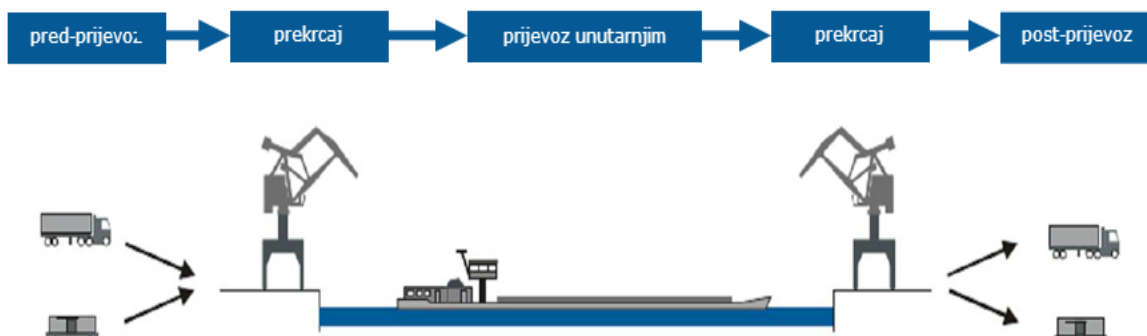 pred-prijevoz
prekrcaj
prijevoz unutarnjim
prekrcaj
post-prijevoz